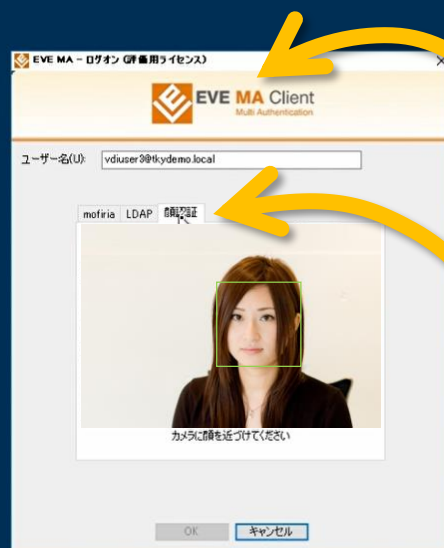 EVE MA - ログオン (評価用ライセンス)
EVE MA Client
Multi Authentication
ユーザー名(U):
vdiuser3@tkydemo.local
mofiria LDAP 顔認証
カメラに顔を近づけてください
OK キャンセル